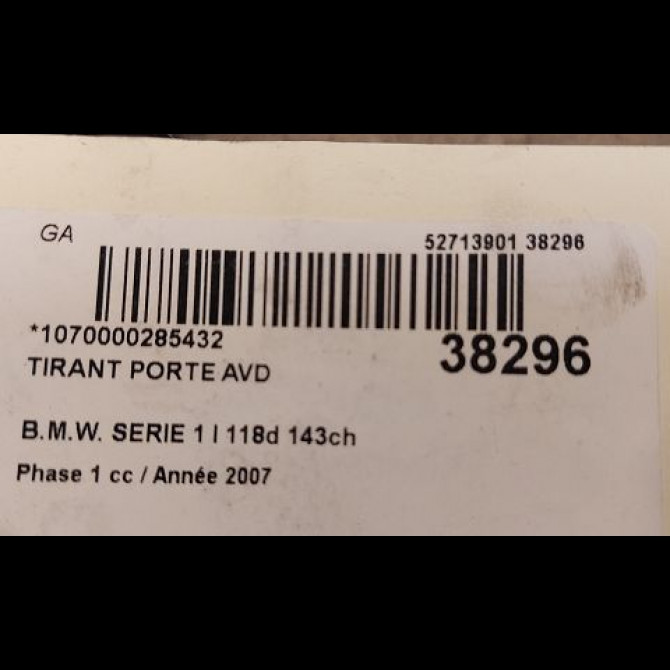 GA
52713901 38296
*1070000285432
38296
TIRANT PORTE AVD
B.M.W. SERIE 1 I 118d 143ch
Phase 1 cc / Année 2007